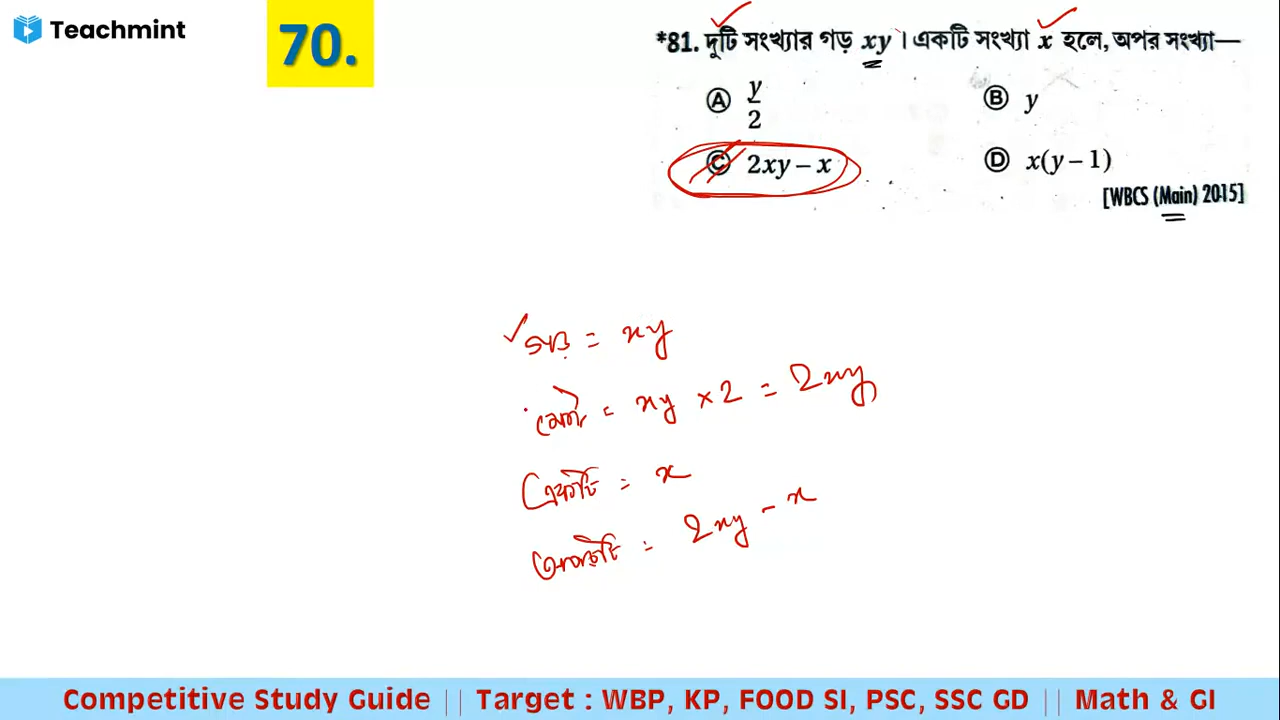 Teachmint
70.
*81. দুটি সংখ্যার গড় xy । একটি সংখ্যা x হলে, অপর সংখ্যা—
Ⓐ y/2 Ⓑ y
Ⓒ 2xy – x Ⓓ x(y – 1)
[WBCS (Main) 2015]
গড় = xy
মোট = xy × 2 = 2xy
একটি = x
অপরটি = 2xy – x
Competitive Study Guide || Target : WBP, KP, FOOD SI, PSC, SSC GD || Math & GI